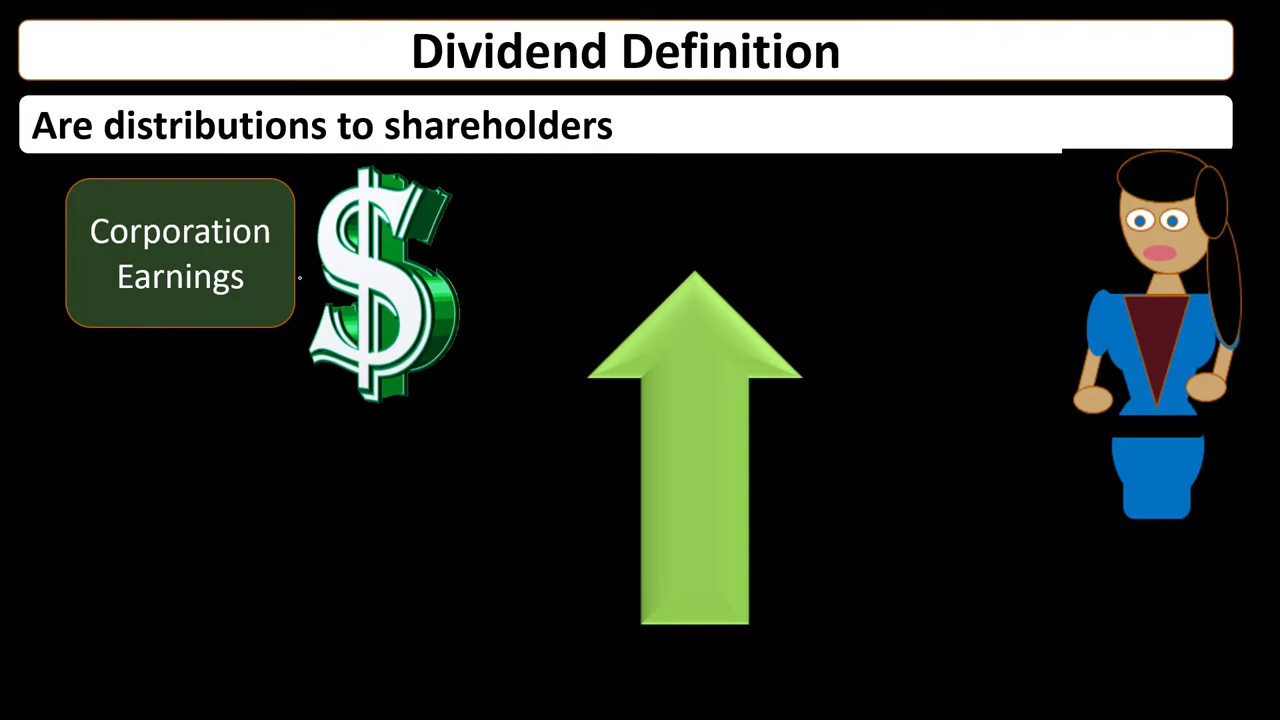 Dividend Definition
Are distributions to shareholders
Corporation
Earnings